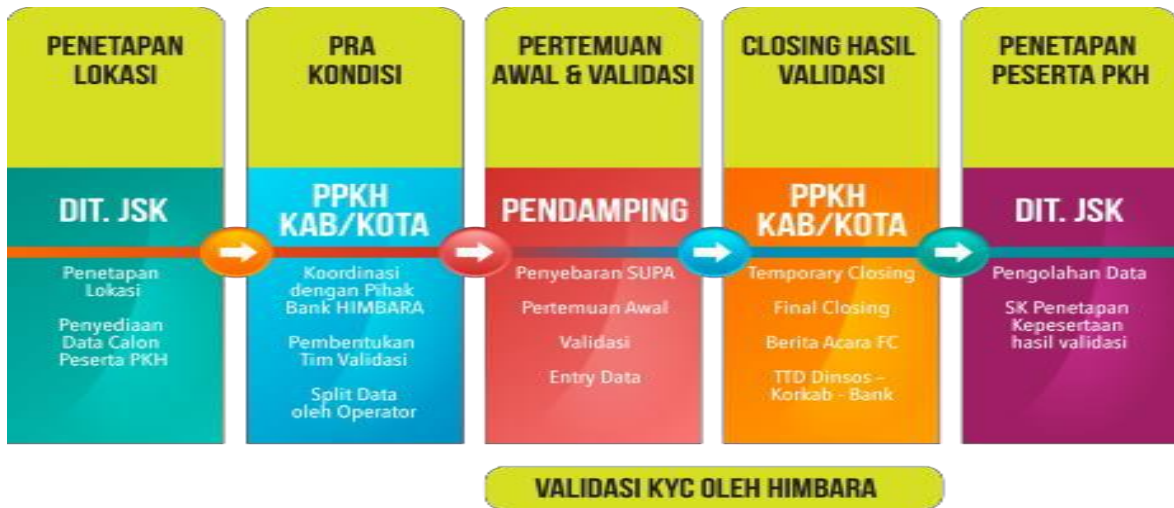 PENETAPAN
LOKASI
DIT. JSK
Penetapan
Lokasi
Penyediaan
Data Calon
Peserta PKH
PRA
KONDISI
PPKH
KAB/KOTA
Koordinasi
dengan Pihak
Bank HIMBARA
Pembentukan
Tim Validasi
Split Data
oleh Operator
PERTEMUAN
AWAL & VALIDASI
PENDAMPING
Penyebaran SUPA
Pertemuan Awal
Validasi
Entry Data
CLOSING HASIL
VALIDASI
PPKH
KAB/KOTA
Temporary Closing
Final Closing
Berita Acara FC
TTD Dinsos –
Korkab - Bank
PENETAPAN
PESERTA PKH
DIT. JSK
Pengolahan Data
SK Penetapan
Kepesertaan
hasil validasi
VALIDASI KYC OLEH HIMBARA